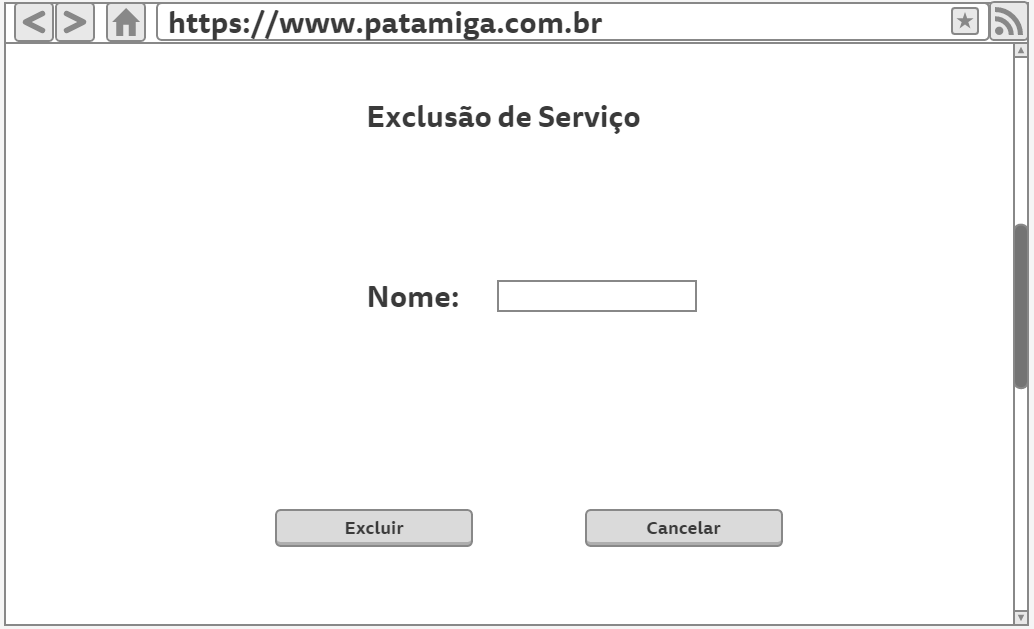 https://www.patamiga.com.br
Exclusão de Serviço
Nome:
Excluir
Cancelar